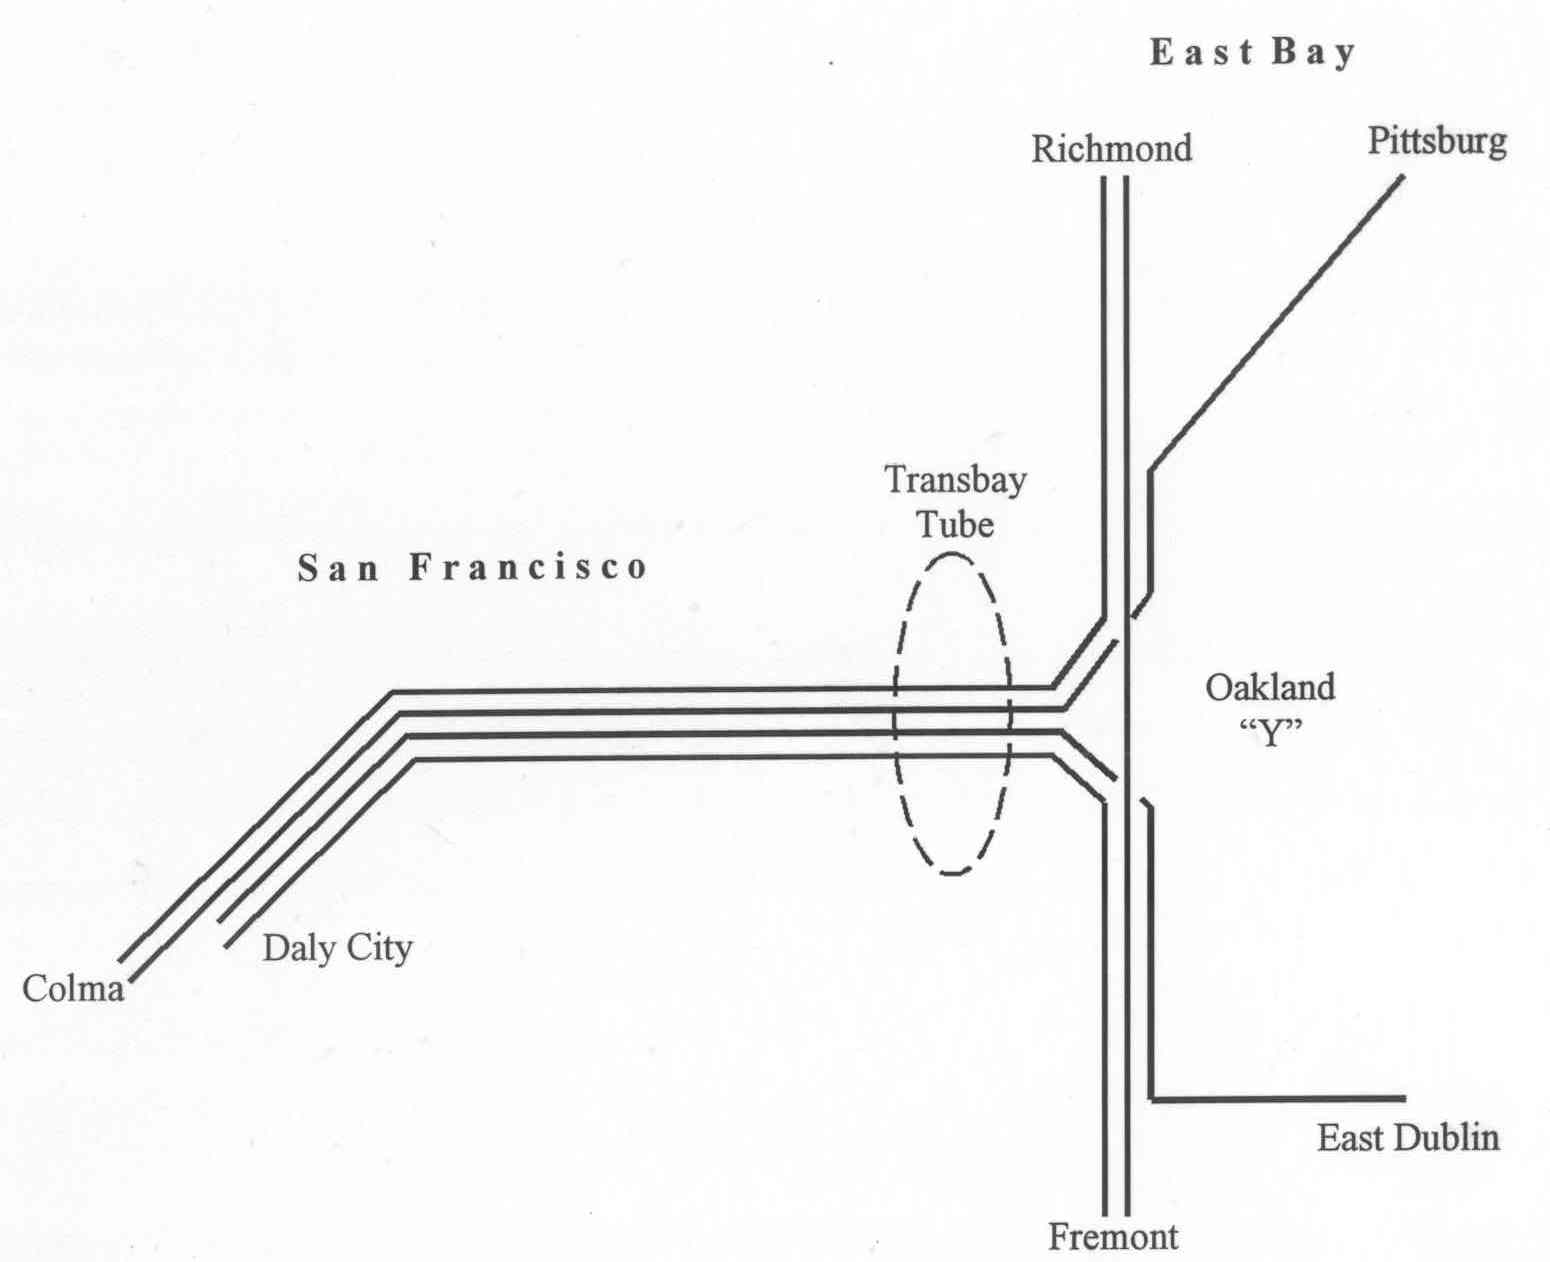 East Bay
Richmond
Pittsburg
Transbay
Tube
San Francisco
Oakland
“Y”
Daly City
Colma
East Dublin
Fremont